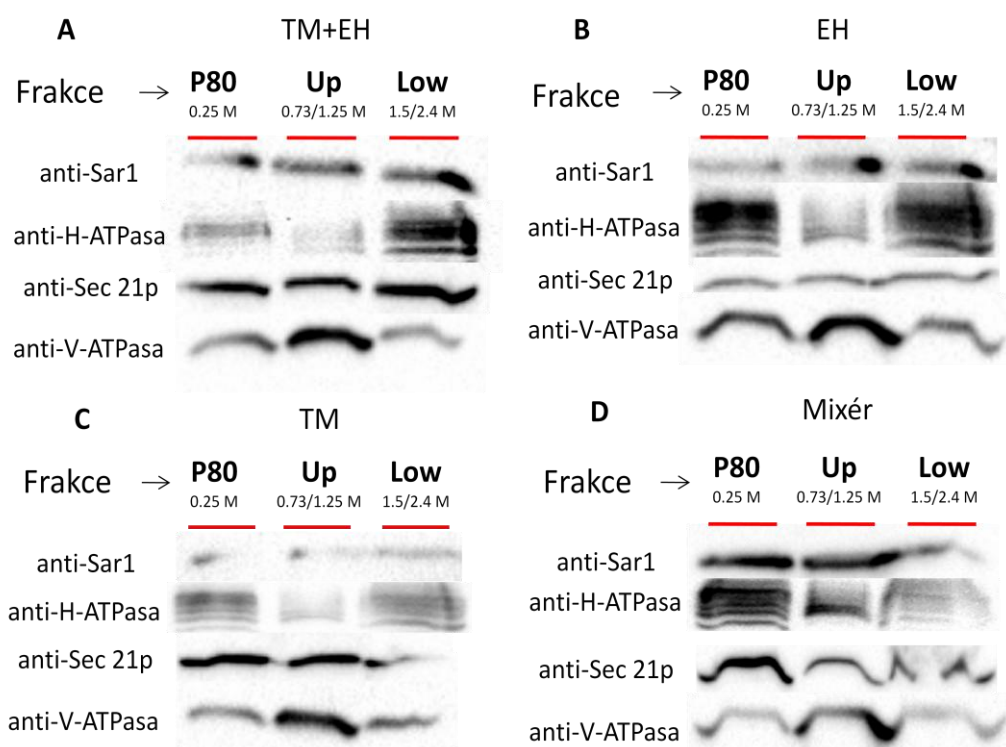 A
TM+EH
Frakce → P80 Up Low
0.25 M 0.73/1.25 M 1.5/2.4 M
anti-Sar1
anti-H-ATPasa
anti-Sec 21p
anti-V-ATPasa
B
EH
Frakce → P80 Up Low
0.25 M 0.73/1.25 M 1.5/2.4 M
anti-Sar1
anti-H-ATPasa
anti-Sec 21p
anti-V-ATPasa
C
TM
Frakce → P80 Up Low
0.25 M 0.73/1.25 M 1.5/2.4 M
anti-Sar1
anti-H-ATPasa
anti-Sec 21p
anti-V-ATPasa
D
Mixér
Frakce → P80 Up Low
0.25 M 0.73/1.25 M 1.5/2.4 M
anti-Sar1
anti-H-ATPasa
anti-Sec 21p
anti-V-ATPasa